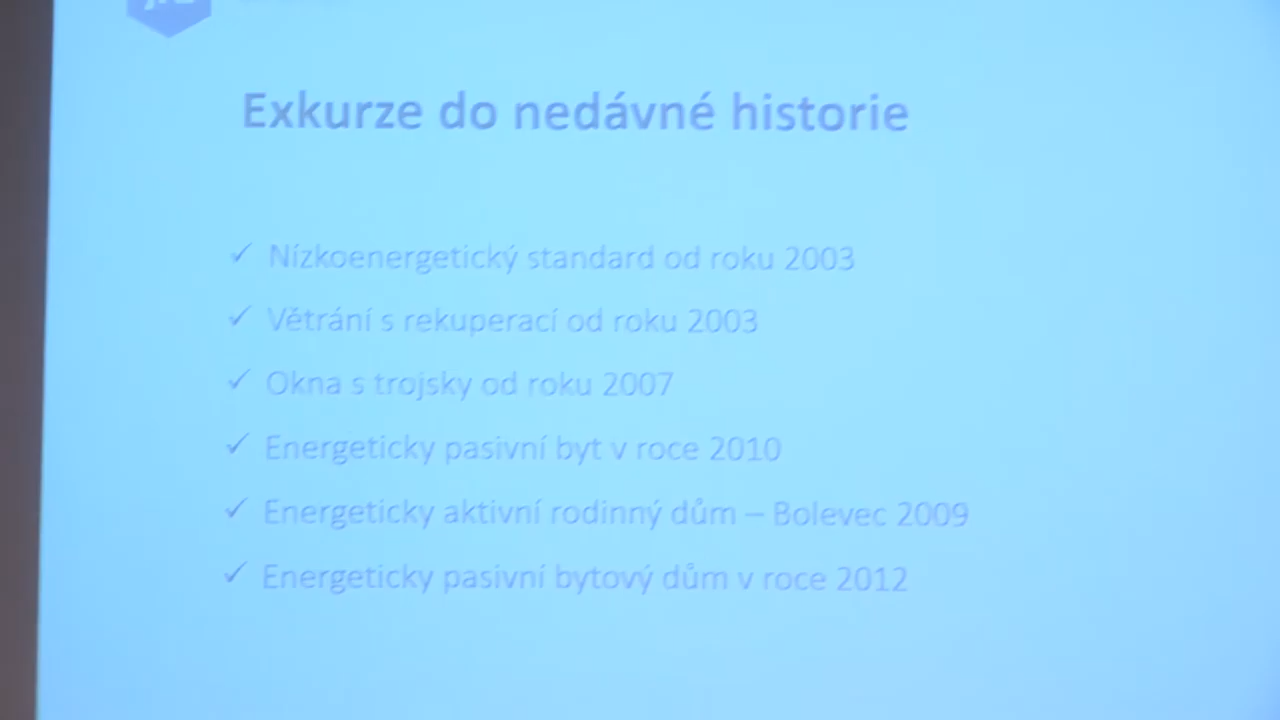 Exkurze do nedávné historie
✓ Nízkoenergetický standard od roku 2003
✓ Větrání s rekuperací od roku 2003
✓ Okna s trojsky od roku 2007
✓ Energeticky pasivní byt v roce 2010
✓ Energeticky aktivní rodinný dům – Bolevec 2009
✓ Energeticky pasivní bytový dům v roce 2012